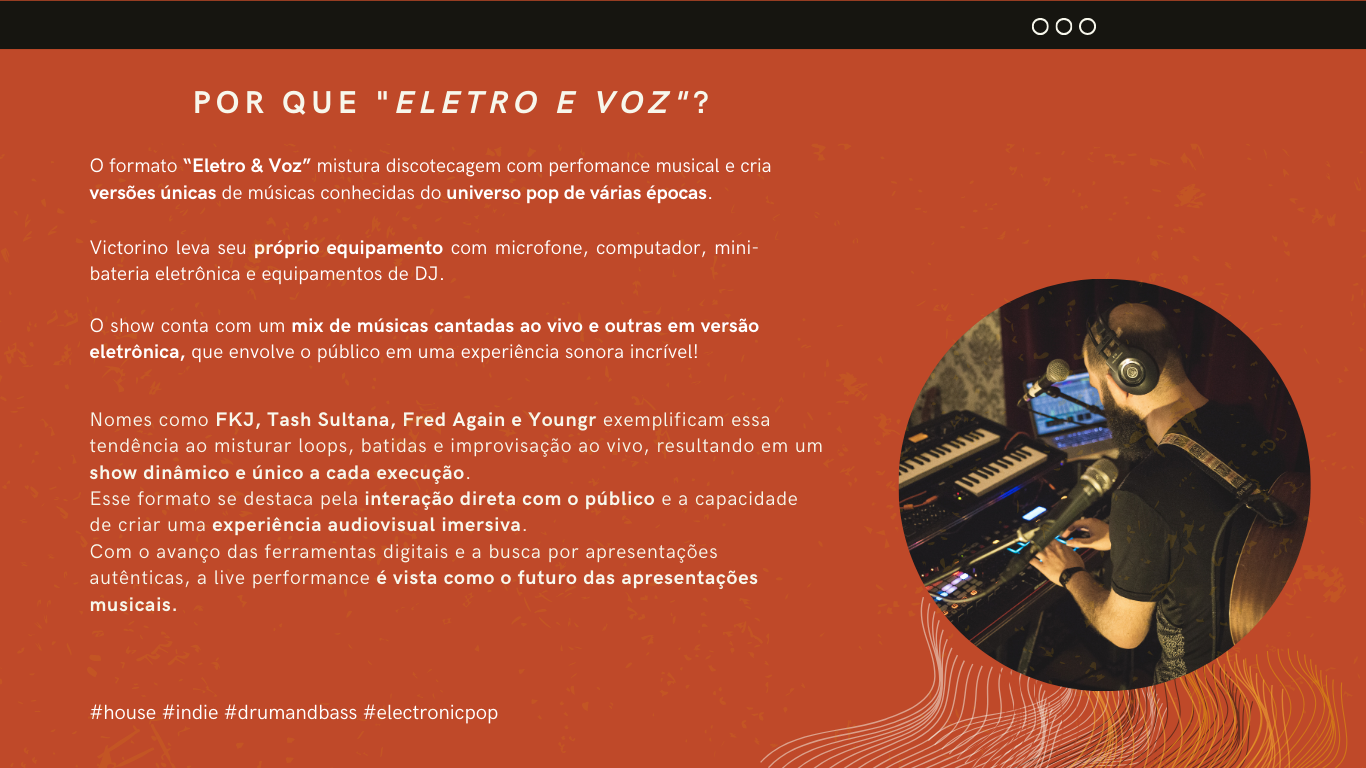 POR QUE "ELETRO E VOZ"?
O formato “Eletro & Voz” mistura discotecagem com perfomance musical e cria
versões únicas de músicas conhecidas do universo pop de várias épocas.
Victorino leva seu próprio equipamento com microfone, computador, mini-
bateria eletrônica e equipamentos de DJ.
O show conta com um mix de músicas cantadas ao vivo e outras em versão
eletrônica, que envolve o público em uma experiência sonora incrível!
Nomes como FKJ, Tash Sultana, Fred Again e Youngr exemplificam essa
tendência ao misturar loops, batidas e improvisação ao vivo, resultando em um
show dinâmico e único a cada execução.
Esse formato se destaca pela interação direta com o público e a capacidade
de criar uma experiência audiovisual imersiva.
Com o avanço das ferramentas digitais e a busca por apresentações
autênticas, a live performance é vista como o futuro das apresentações
musicais.
#house #indie #drumandbass #electronicpop